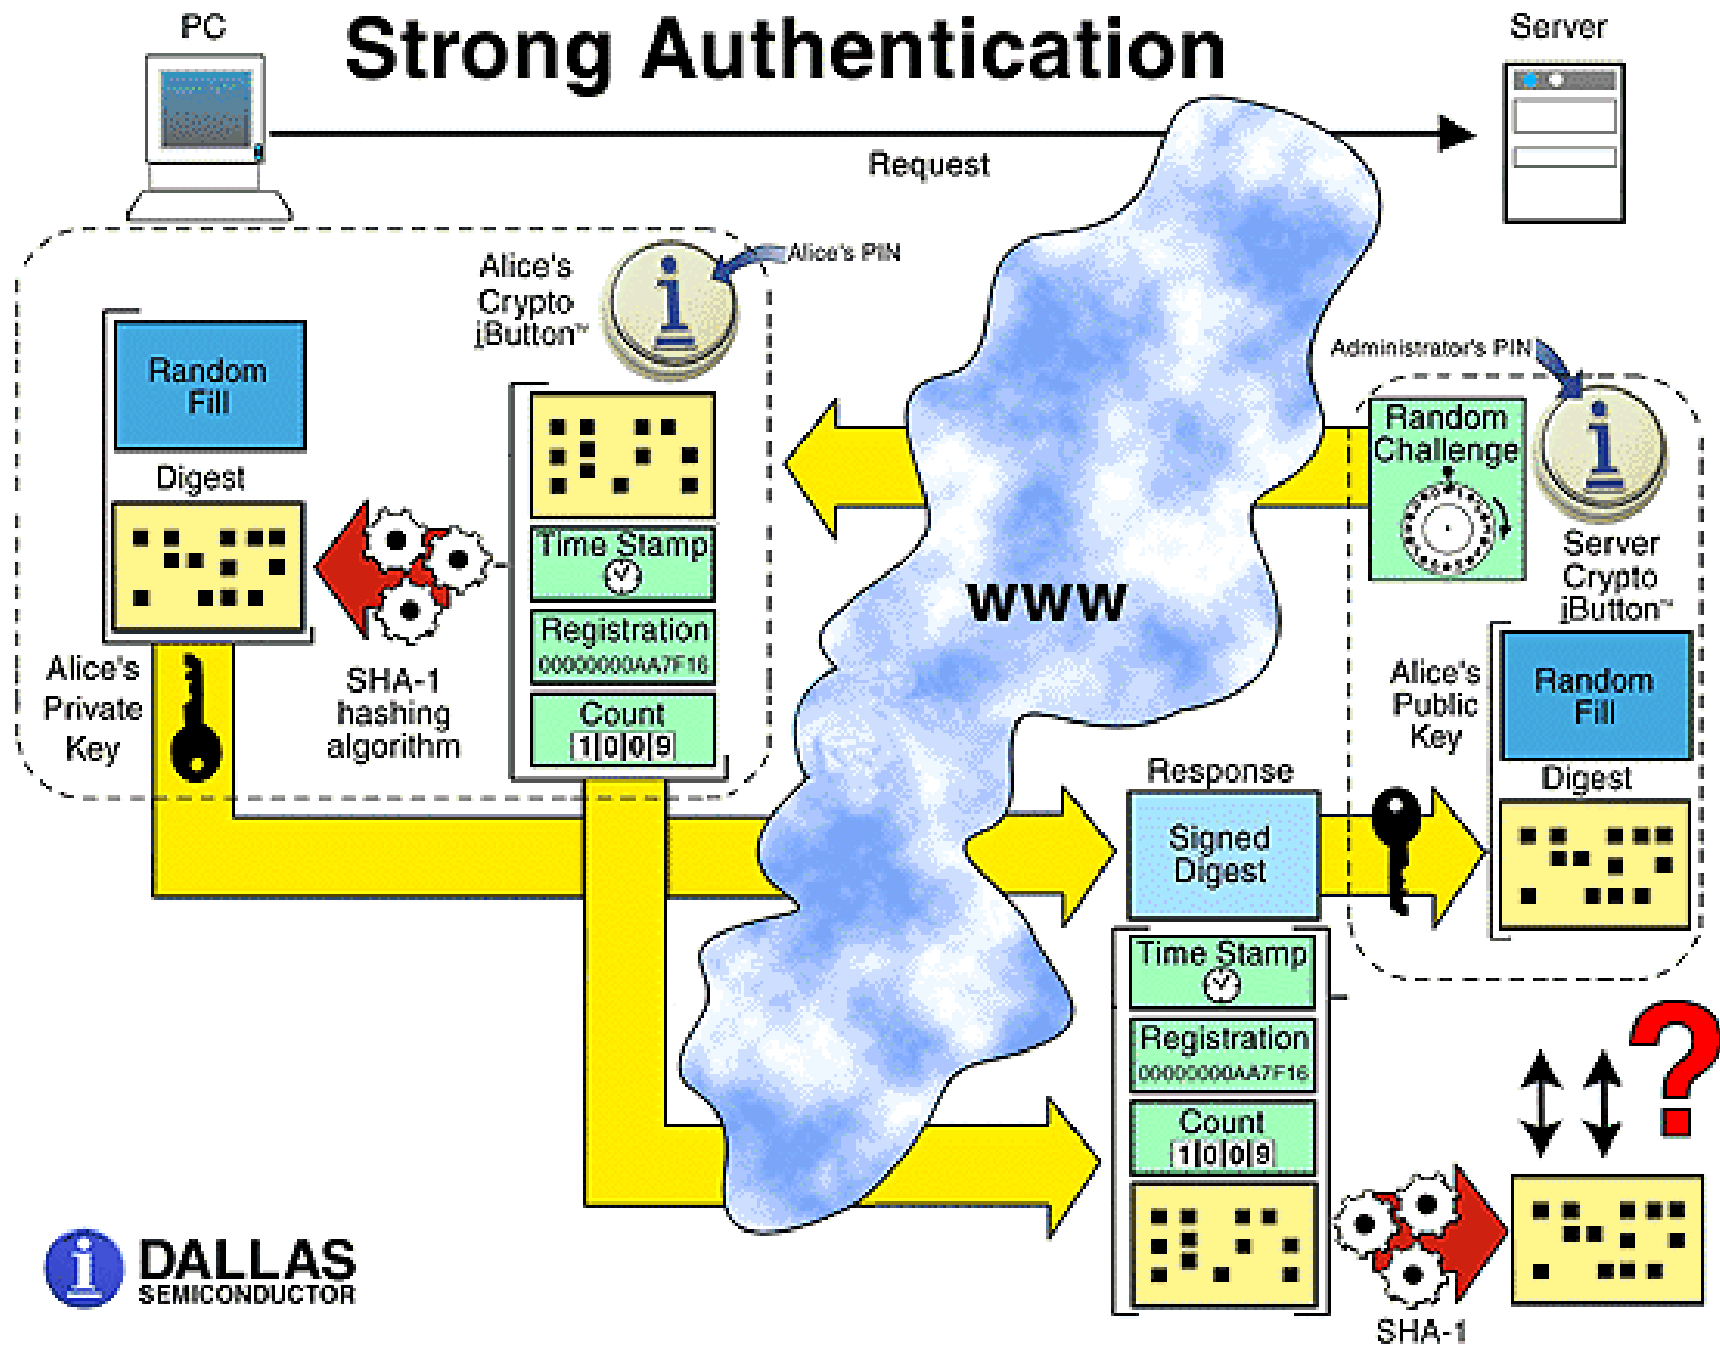 PC
Strong Authentication
Server
Request
Alice's
Crypto
jButton™
Alice's PIN
Random
Fill
Digest
Time Stamp
Registration
00000000AA7F16
Count
1009
SHA-1
hashing
algorithm
Alice's
Private
Key
www
Administrator's PIN
Random
Challenge
Server
Crypto
jButton™
Alice's
Public
Key
Random
Fill
Digest
Response
Signed
Digest
Time Stamp
Registration
00000000AA7F16
Count
1009
?
SHA-1
i DALLAS
SEMICONDUCTOR